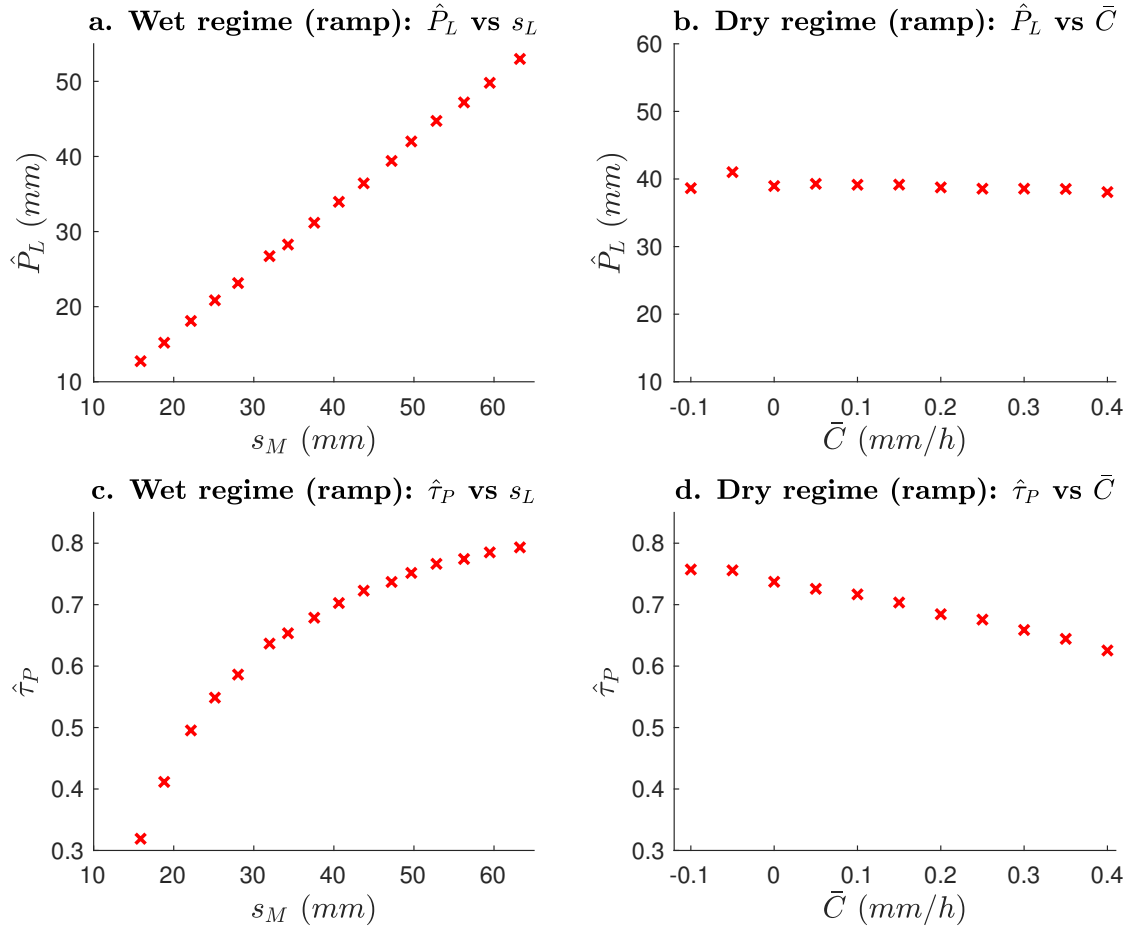 a. Wet regime (ramp): P̂_L vs s_L
50
40
30
20
10
10 20 30 40 50 60
P̂_L (mm)
s_M (mm)
b. Dry regime (ramp): P̂_L vs C̄
60
50
40
30
20
10
-0.1 0 0.1 0.2 0.3 0.4
P̂_L (mm)
C̄ (mm/h)
c. Wet regime (ramp): τ̂_P vs s_L
0.8
0.7
0.6
0.5
0.4
0.3
10 20 30 40 50 60
τ̂_P
s_M (mm)
d. Dry regime (ramp): τ̂_P vs C̄
0.8
0.7
0.6
0.5
0.4
0.3
-0.1 0 0.1 0.2 0.3 0.4
τ̂_P
C̄ (mm/h)